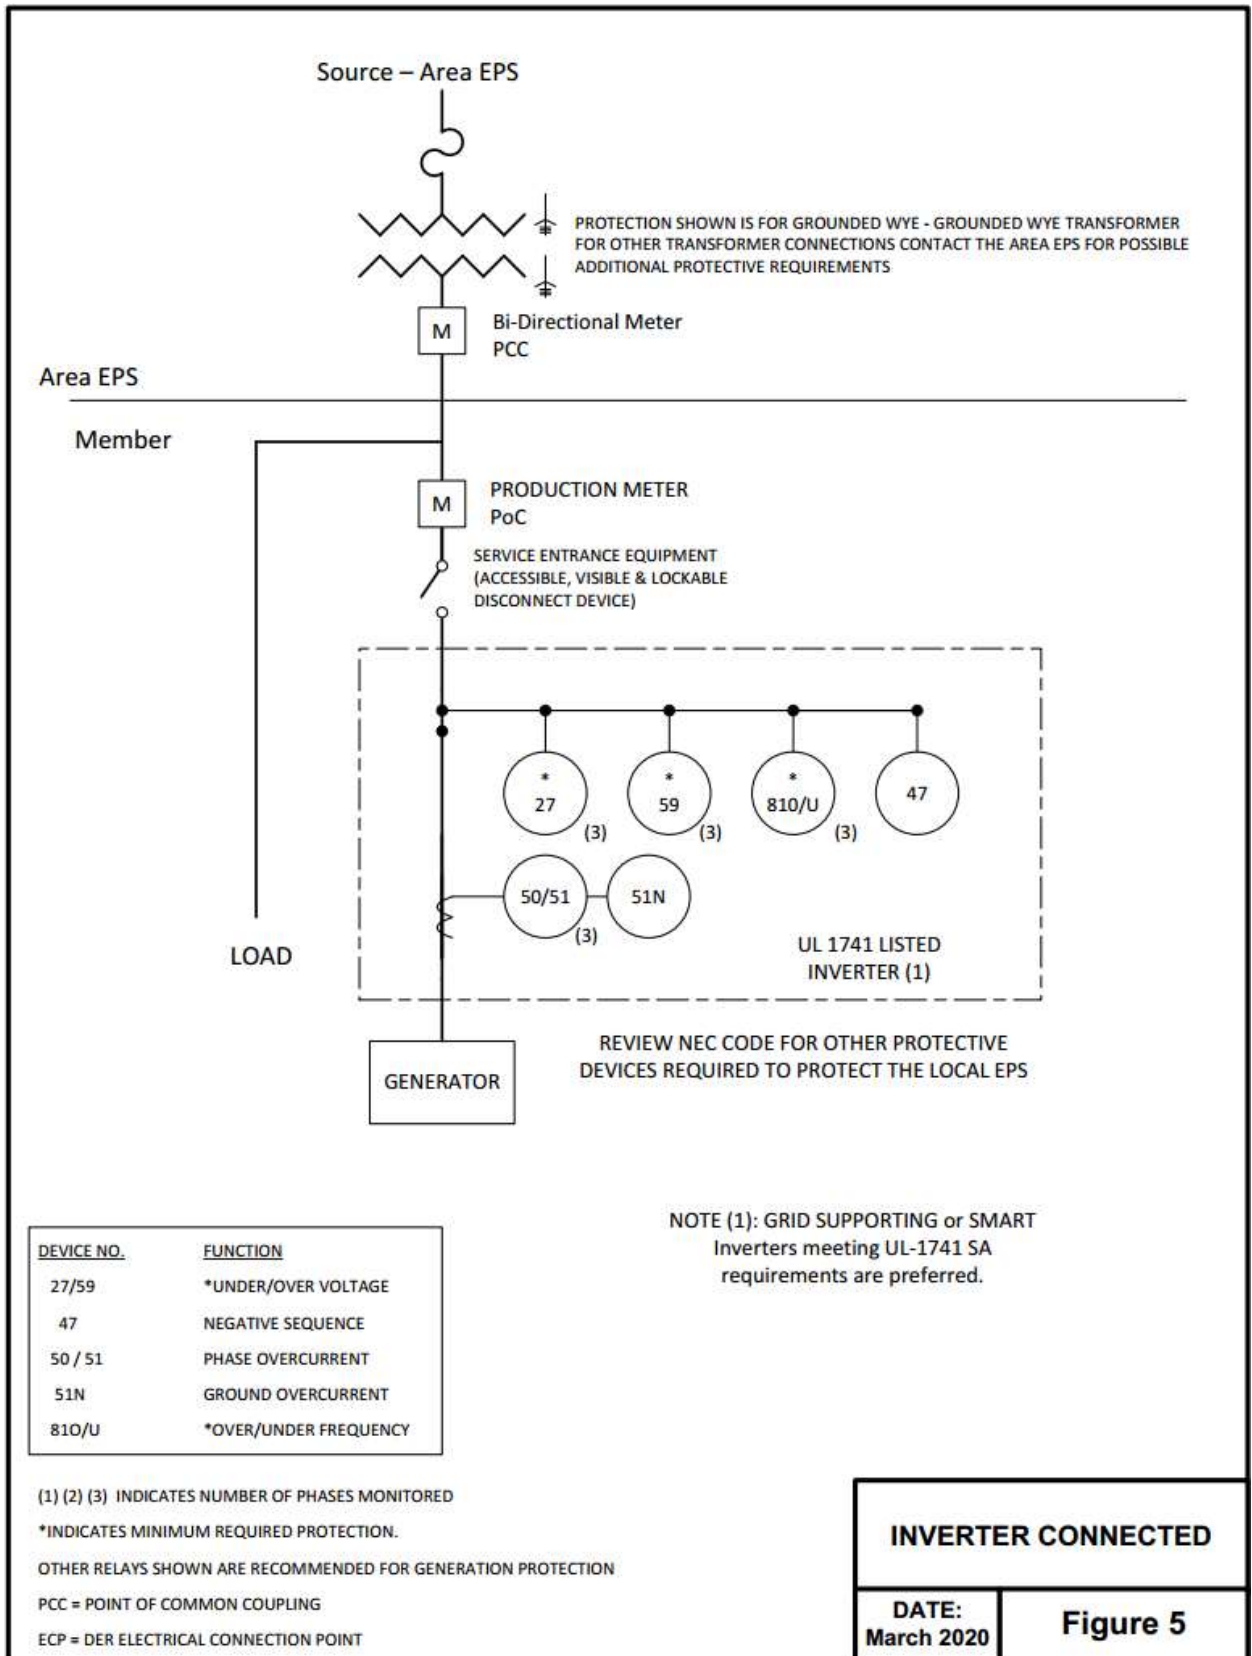 Source – Area EPS
PROTECTION SHOWN IS FOR GROUNDED WYE - GROUNDED WYE TRANSFORMER
FOR OTHER TRANSFORMER CONNECTIONS CONTACT THE AREA EPS FOR POSSIBLE
ADDITIONAL PROTECTIVE REQUIREMENTS
M
Bi-Directional Meter
PCC
Area EPS
Member
M
PRODUCTION METER
PoC
SERVICE ENTRANCE EQUIPMENT
(ACCESSIBLE, VISIBLE & LOCKABLE
DISCONNECT DEVICE)
* * *
27 59 810/U 47
(3) (3) (3)
50/51 51N
(3)
LOAD
UL 1741 LISTED
INVERTER (1)
GENERATOR
REVIEW NEC CODE FOR OTHER PROTECTIVE
DEVICES REQUIRED TO PROTECT THE LOCAL EPS
NOTE (1): GRID SUPPORTING or SMART
Inverters meeting UL-1741 SA
requirements are preferred.
DEVICE NO. FUNCTION
27/59 *UNDER/OVER VOLTAGE
47 NEGATIVE SEQUENCE
50 / 51 PHASE OVERCURRENT
51N GROUND OVERCURRENT
81O/U *OVER/UNDER FREQUENCY
(1) (2) (3) INDICATES NUMBER OF PHASES MONITORED
*INDICATES MINIMUM REQUIRED PROTECTION.
OTHER RELAYS SHOWN ARE RECOMMENDED FOR GENERATION PROTECTION
PCC = POINT OF COMMON COUPLING
ECP = DER ELECTRICAL CONNECTION POINT
INVERTER CONNECTED
DATE:
March 2020
Figure 5